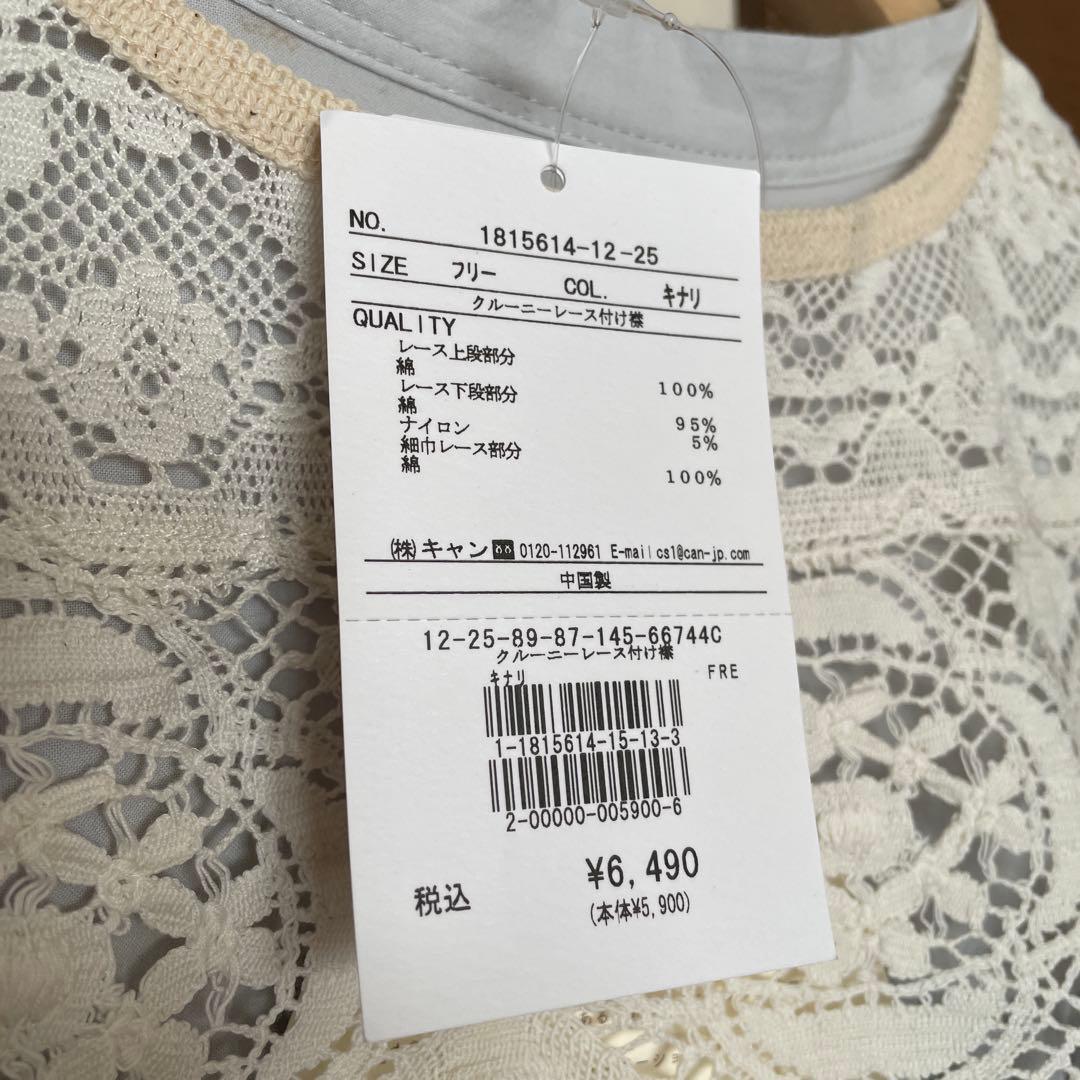 NO. 1815614-12-25
SIZE フリー COL. キナリ
クルーニーレース付け襟
QUALITY
レース上段部分
綿 100%
レース下段部分
綿 95%
ナイロン 5%
細巾レース部分
綿 100%
(株)キャン 0120-112961 E-mail cs1@can-jp.com
中国製
12-25-89-87-145-66744C
クルーニーレース付け襟
キナリ FRE
1-1815614-15-13-3
2-00000-005900-6
¥6,490
税込 (本体¥5,900)